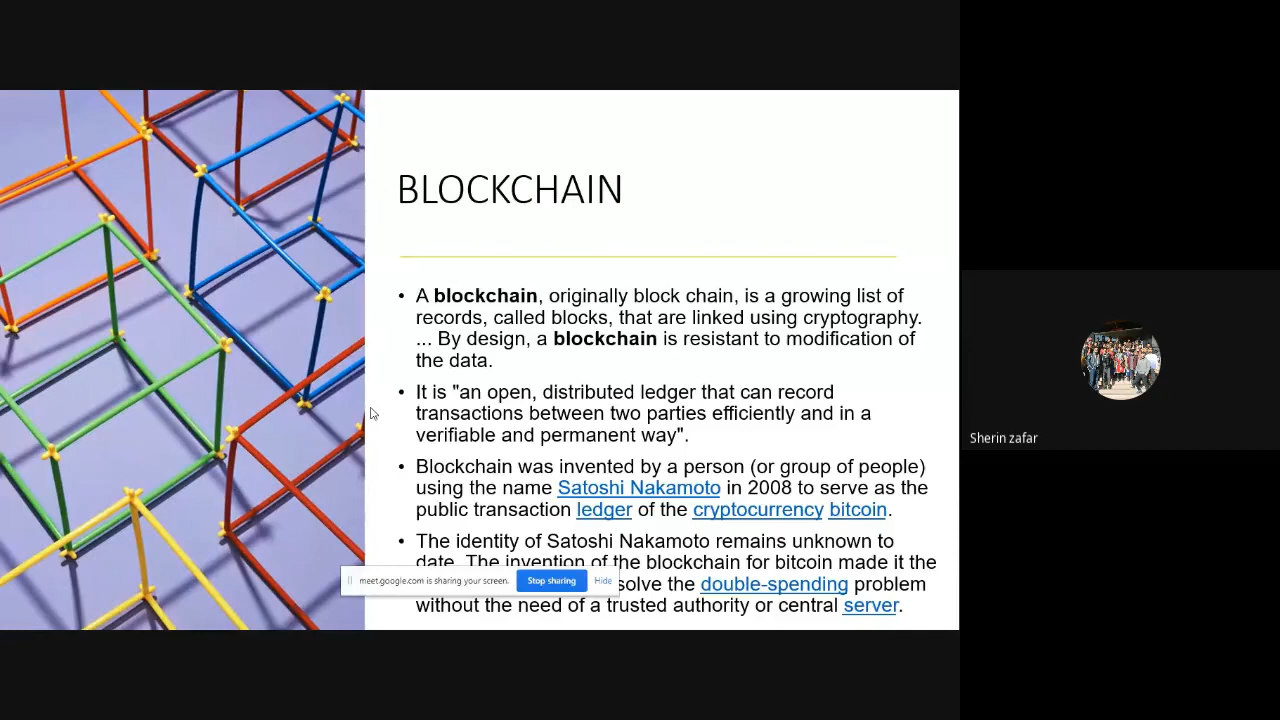 BLOCKCHAIN
• A blockchain, originally block chain, is a growing list of
records, called blocks, that are linked using cryptography.
... By design, a blockchain is resistant to modification of
the data.
• It is "an open, distributed ledger that can record
transactions between two parties efficiently and in a
verifiable and permanent way".
• Blockchain was invented by a person (or group of people)
using the name Satoshi Nakamoto in 2008 to serve as the
public transaction ledger of the cryptocurrency bitcoin.
• The identity of Satoshi Nakamoto remains unknown to
date. The invention of the blockchain for bitcoin made it the
solve the double-spending problem
without the need of a trusted authority or central server.
meet.google.com is sharing your screen. Stop sharing Hide
Sherin zafar